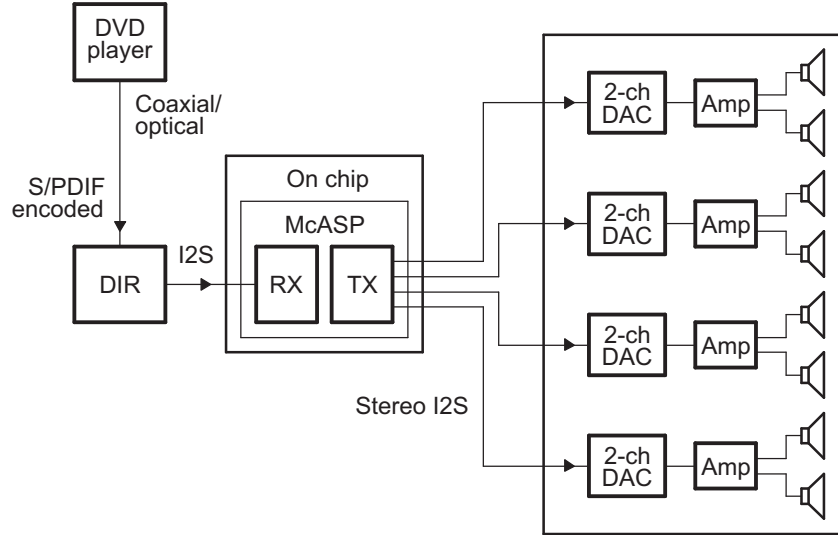 DVD
player
Coaxial/
optical
S/PDIF
encoded
DIR
I2S
On chip
McASP
RX
TX
Stereo I2S
2-ch
DAC
Amp
2-ch
DAC
Amp
2-ch
DAC
Amp
2-ch
DAC
Amp